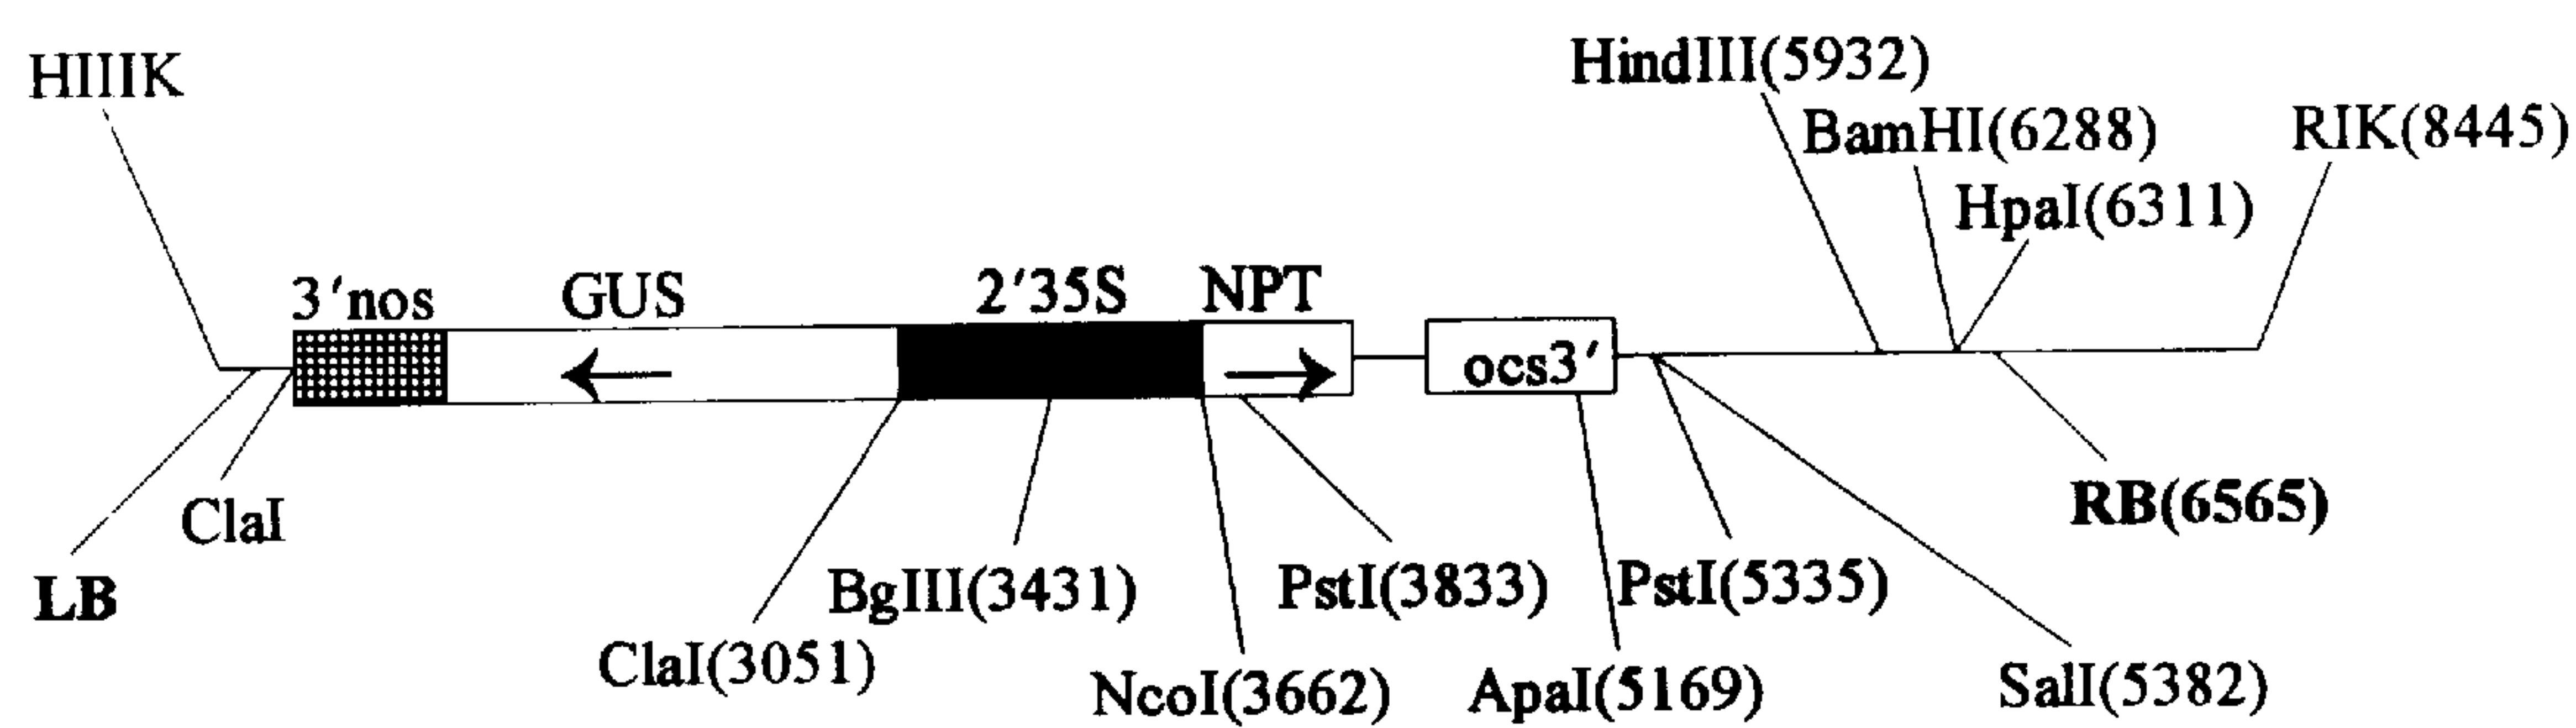 HIIIK
HindIII(5932)
BamHI(6288)
RIK(8445)
HpaI(6311)
3'nos
GUS
2'35S
NPT
ocs3'
LB
ClaI
ClaI(3051)
BgIII(3431)
NcoI(3662)
PstI(3833)
ApaI(5169)
PstI(5335)
SalI(5382)
RB(6565)